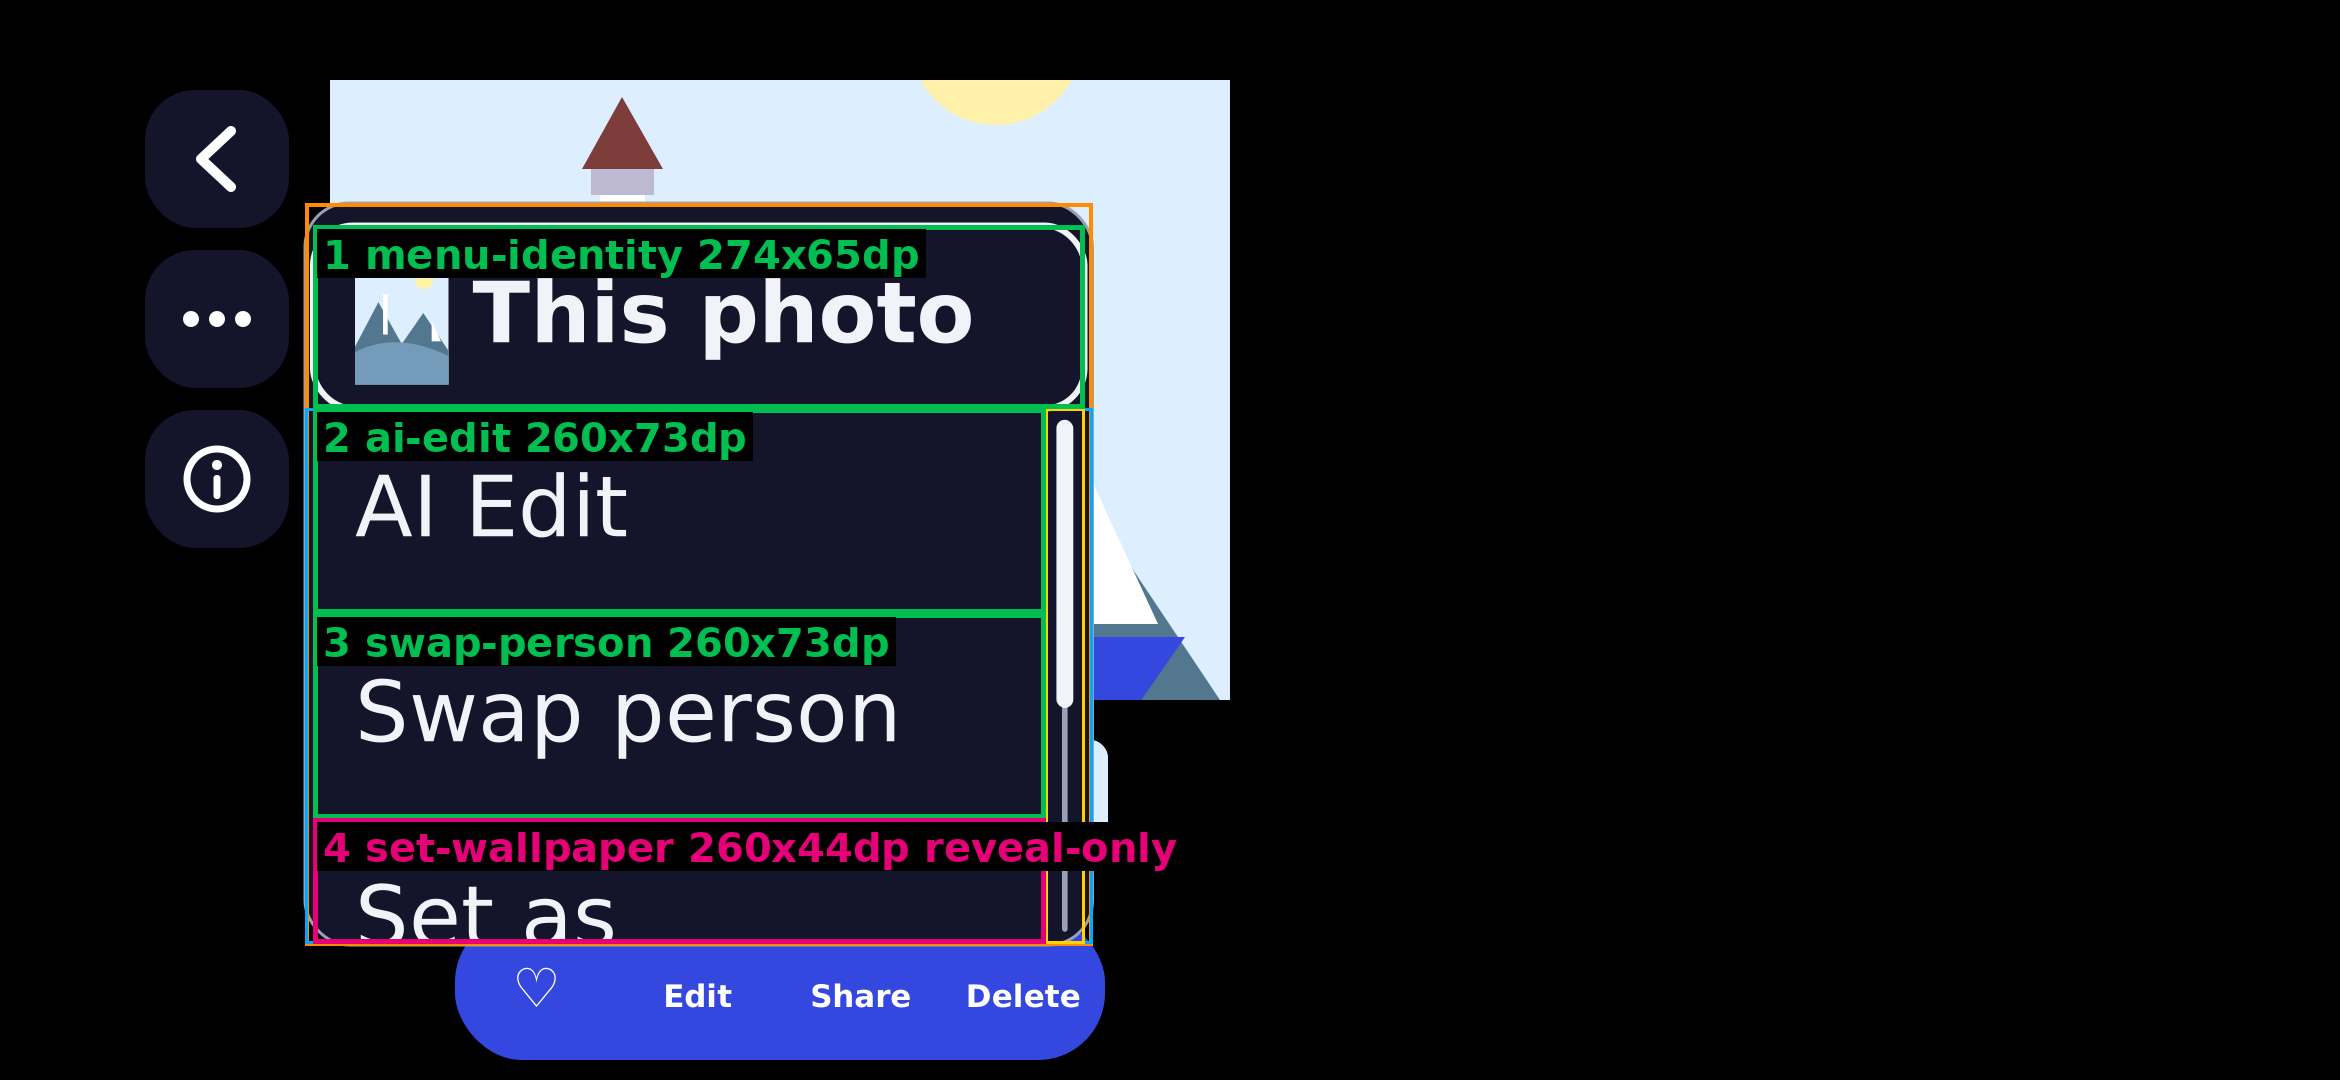 1 menu-identity 274x65dp
This photo
2 ai-edit 260x73dp
AI Edit
3 swap-person 260x73dp
Swap person
4 set-wallpaper 260x44dp reveal-only
Set as
♡ Edit Share Delete